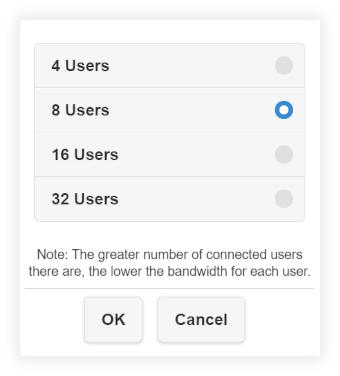 4 Users
8 Users
16 Users
32 Users
Note: The greater number of connected users
there are, the lower the bandwidth for each user.
OK
Cancel